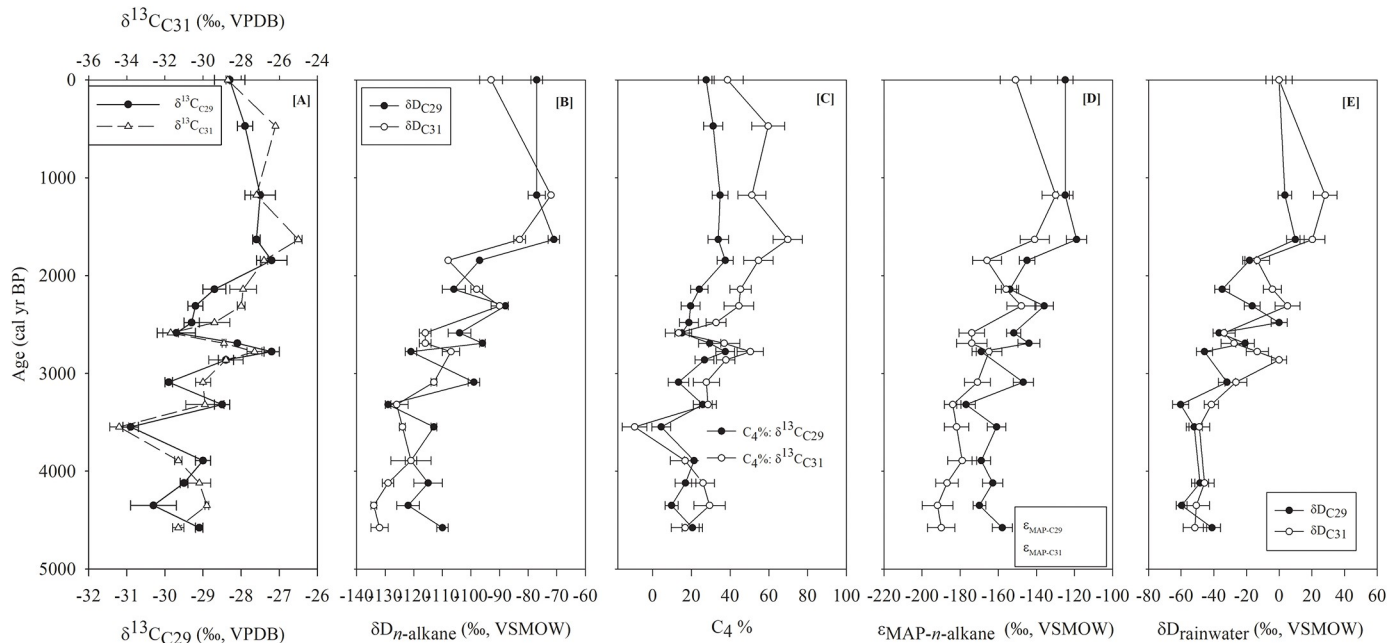 δ13CC31 (‰, VPDB)
-36 -34 -32 -30 -28 -26 -24
0
1000
2000
3000
4000
5000
Age (cal yr BP)
[A]
δ13CC29
δ13CC31
-32 -31 -30 -29 -28 -27 -26
δ13CC29 (‰, VPDB)
[B]
δDC29
δDC31
-140 -120 -100 -80 -60
δDn-alkane (‰, VSMOW)
[C]
C4%: δ13CC29
C4%: δ13CC31
0 20 40 60 80 100
C4 %
[D]
εMAP-C29
εMAP-C31
-220 -200 -180 -160 -140 -120 -100
εMAP-n-alkane (‰, VSMOW)
[E]
δDC29
δDC31
-80 -60 -40 -20 0 20 40 60
δDrainwater (‰, VSMOW)